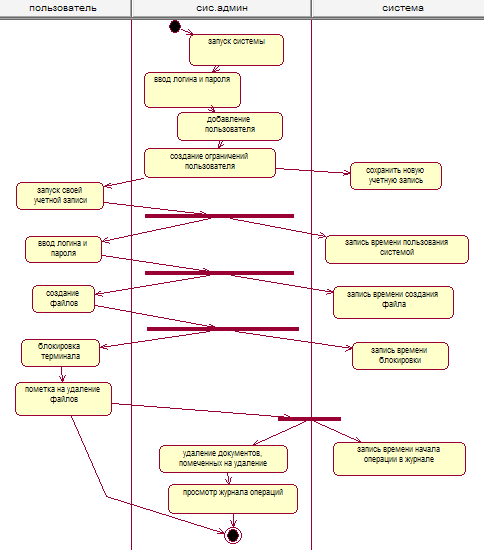 пользователь
сис.админ
система
запуск системы
ввод логина и пароля
добавление
пользователя
создание ограничений
пользователя
сохранить новую
учетную запись
запуск своей
учетной записи
ввод логина и
пароля
запись времени пользования
системой
создание
файлов
запись времени создания
файла
блокировка
терминала
запись времени
блокировки
пометка на удаление
файлов
удаление документов,
помеченных на удаление
запись времени начала
операции в журнале
просмотр журнала операций